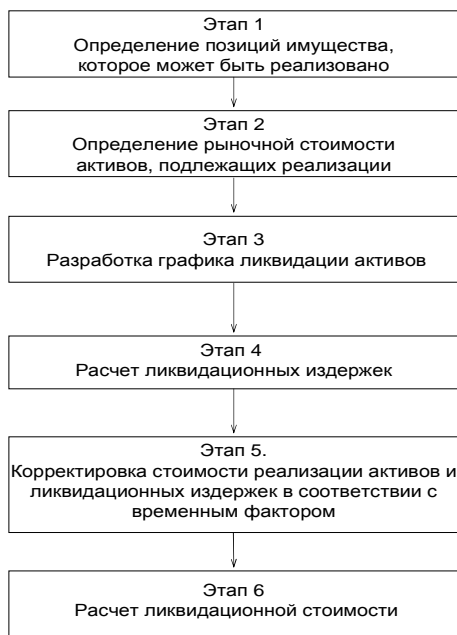 Этап 1
Определение позиций имущества,
которое может быть реализовано
Этап 2
Определение рыночной стоимости
активов, подлежащих реализации
Этап 3
Разработка графика ликвидации активов
Этап 4
Расчет ликвидационных издержек
Этап 5.
Корректировка стоимости реализации активов и
ликвидационных издержек в соответствии с
временным фактором
Этап 6
Расчет ликвидационной стоимости